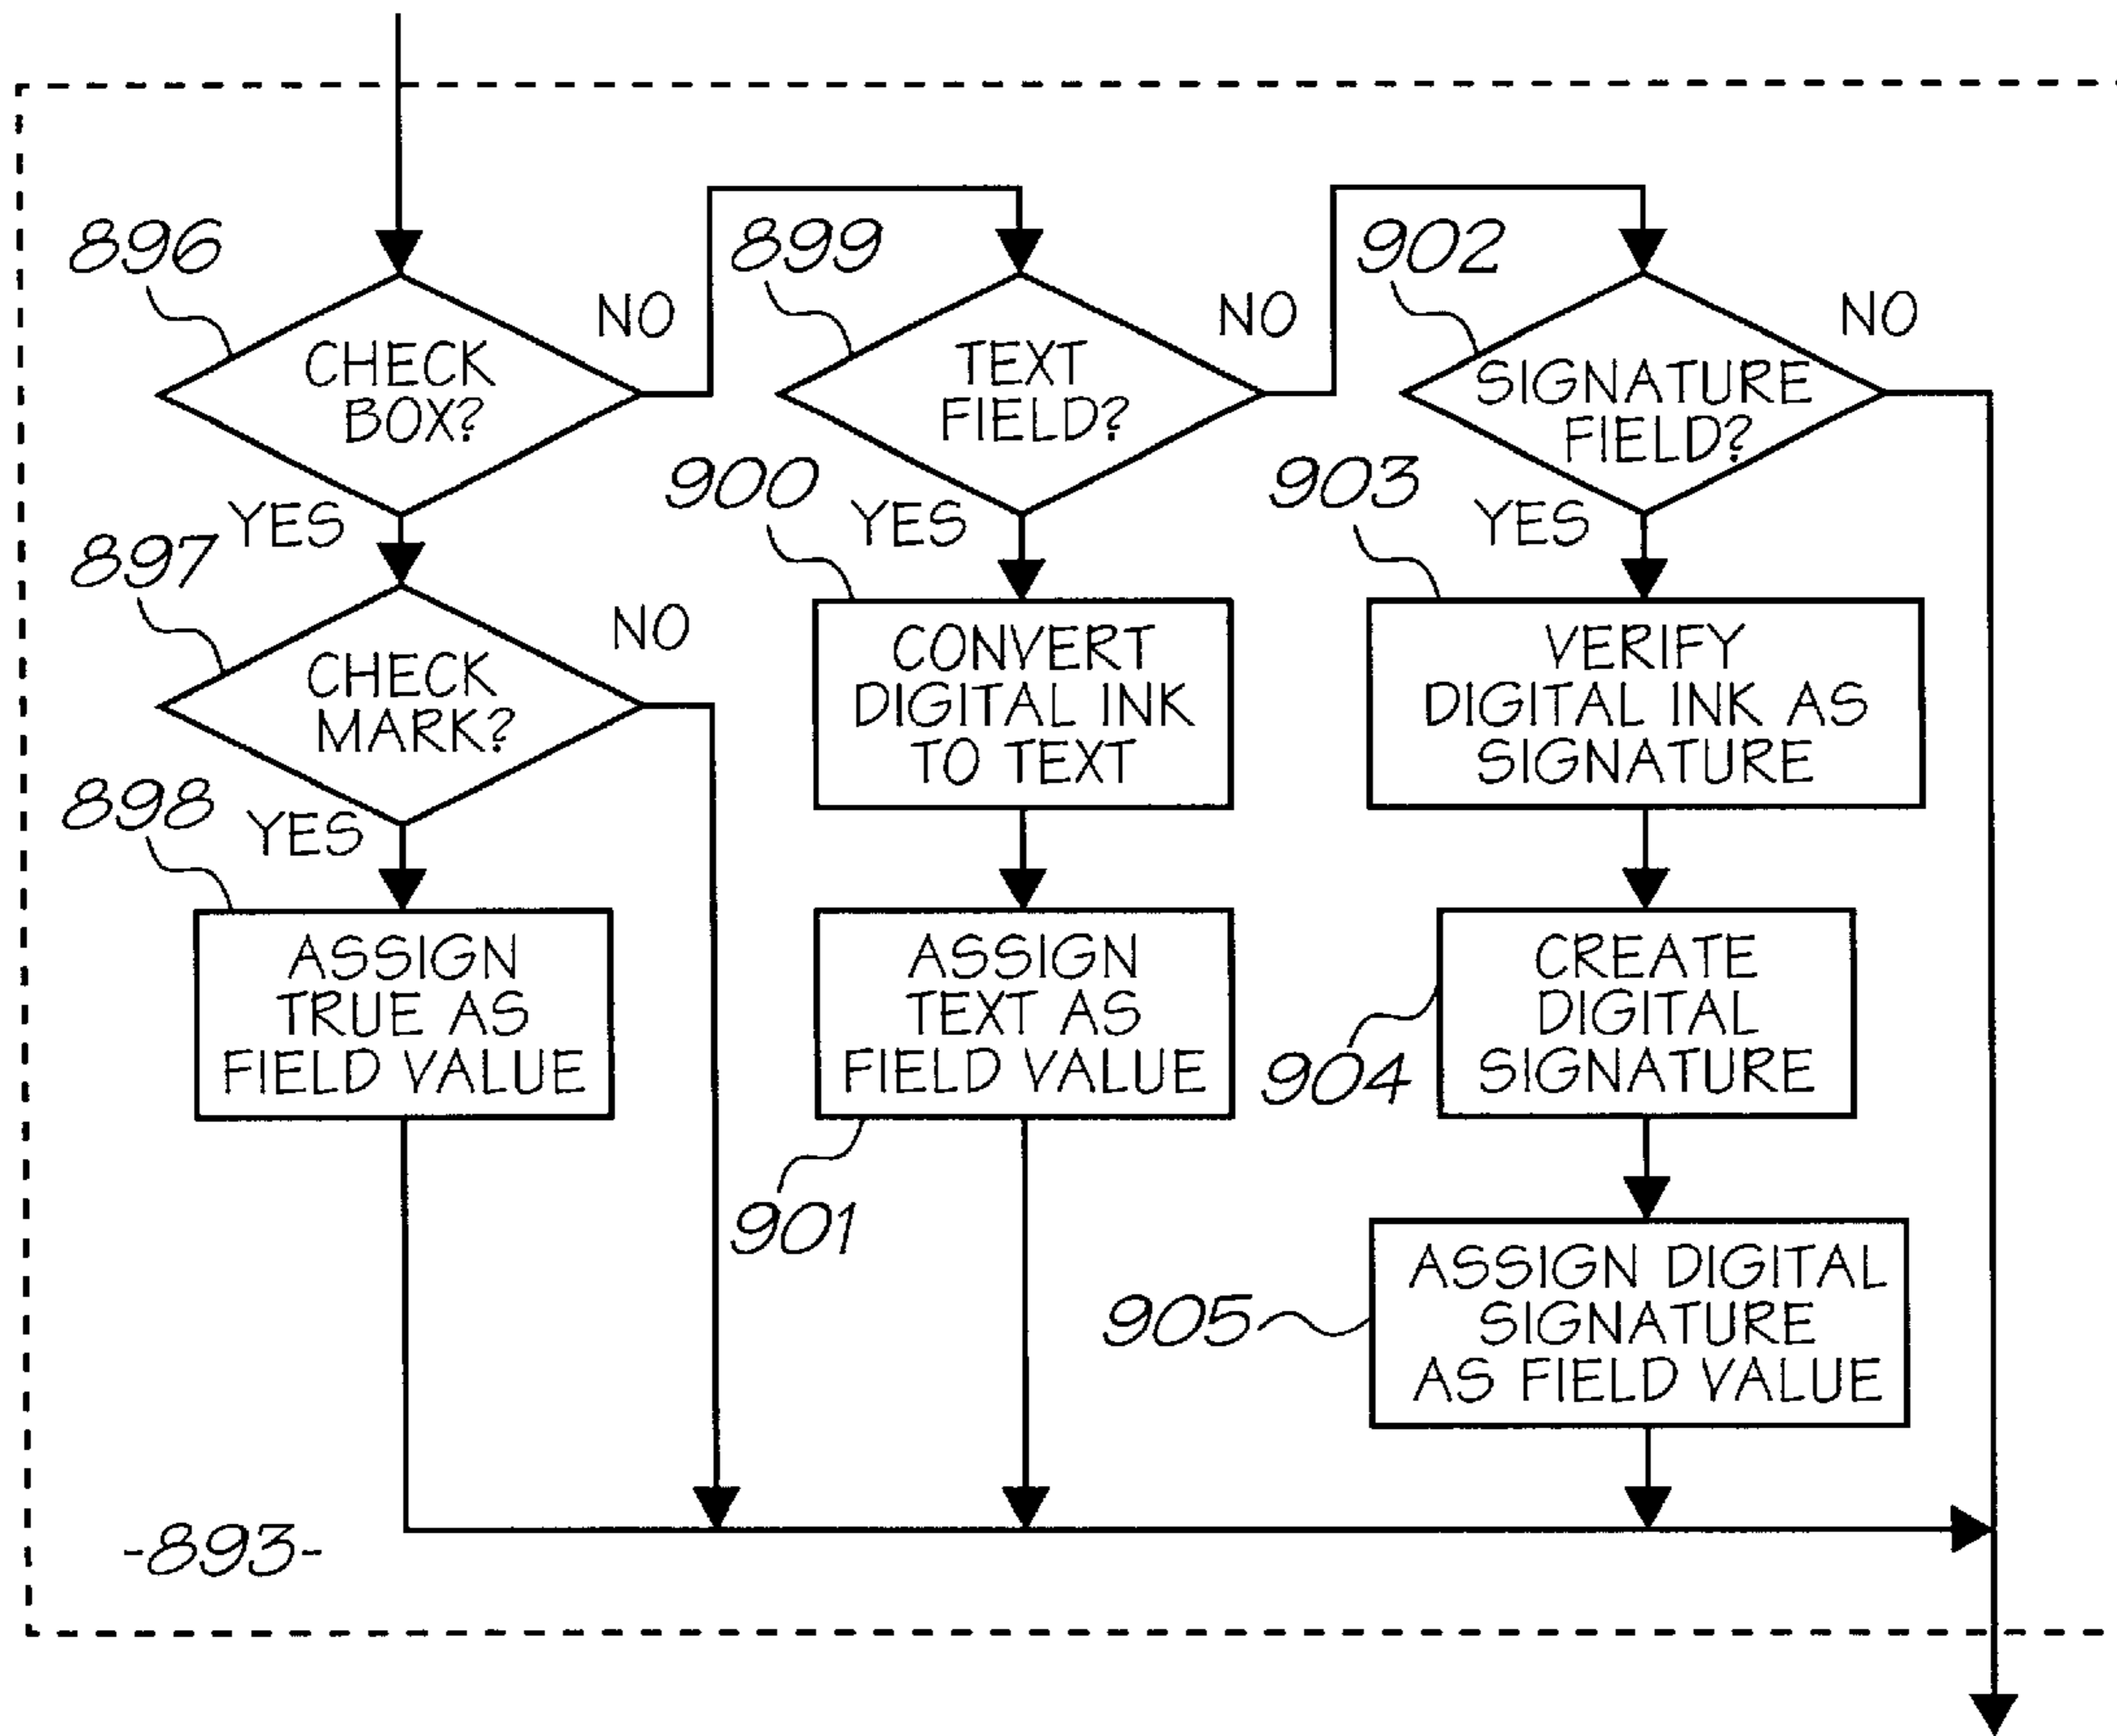 896
CHECK
BOX?
NO
YES
899
TEXT
FIELD?
NO
YES
902
SIGNATURE
FIELD?
NO
YES
897
CHECK
MARK?
NO
YES
900
CONVERT
DIGITAL INK
TO TEXT
903
VERIFY
DIGITAL INK AS
SIGNATURE
898
ASSIGN
TRUE AS
FIELD VALUE
ASSIGN
TEXT AS
FIELD VALUE
901
CREATE
DIGITAL
SIGNATURE
904
905
ASSIGN DIGITAL
SIGNATURE
AS FIELD VALUE
-893-